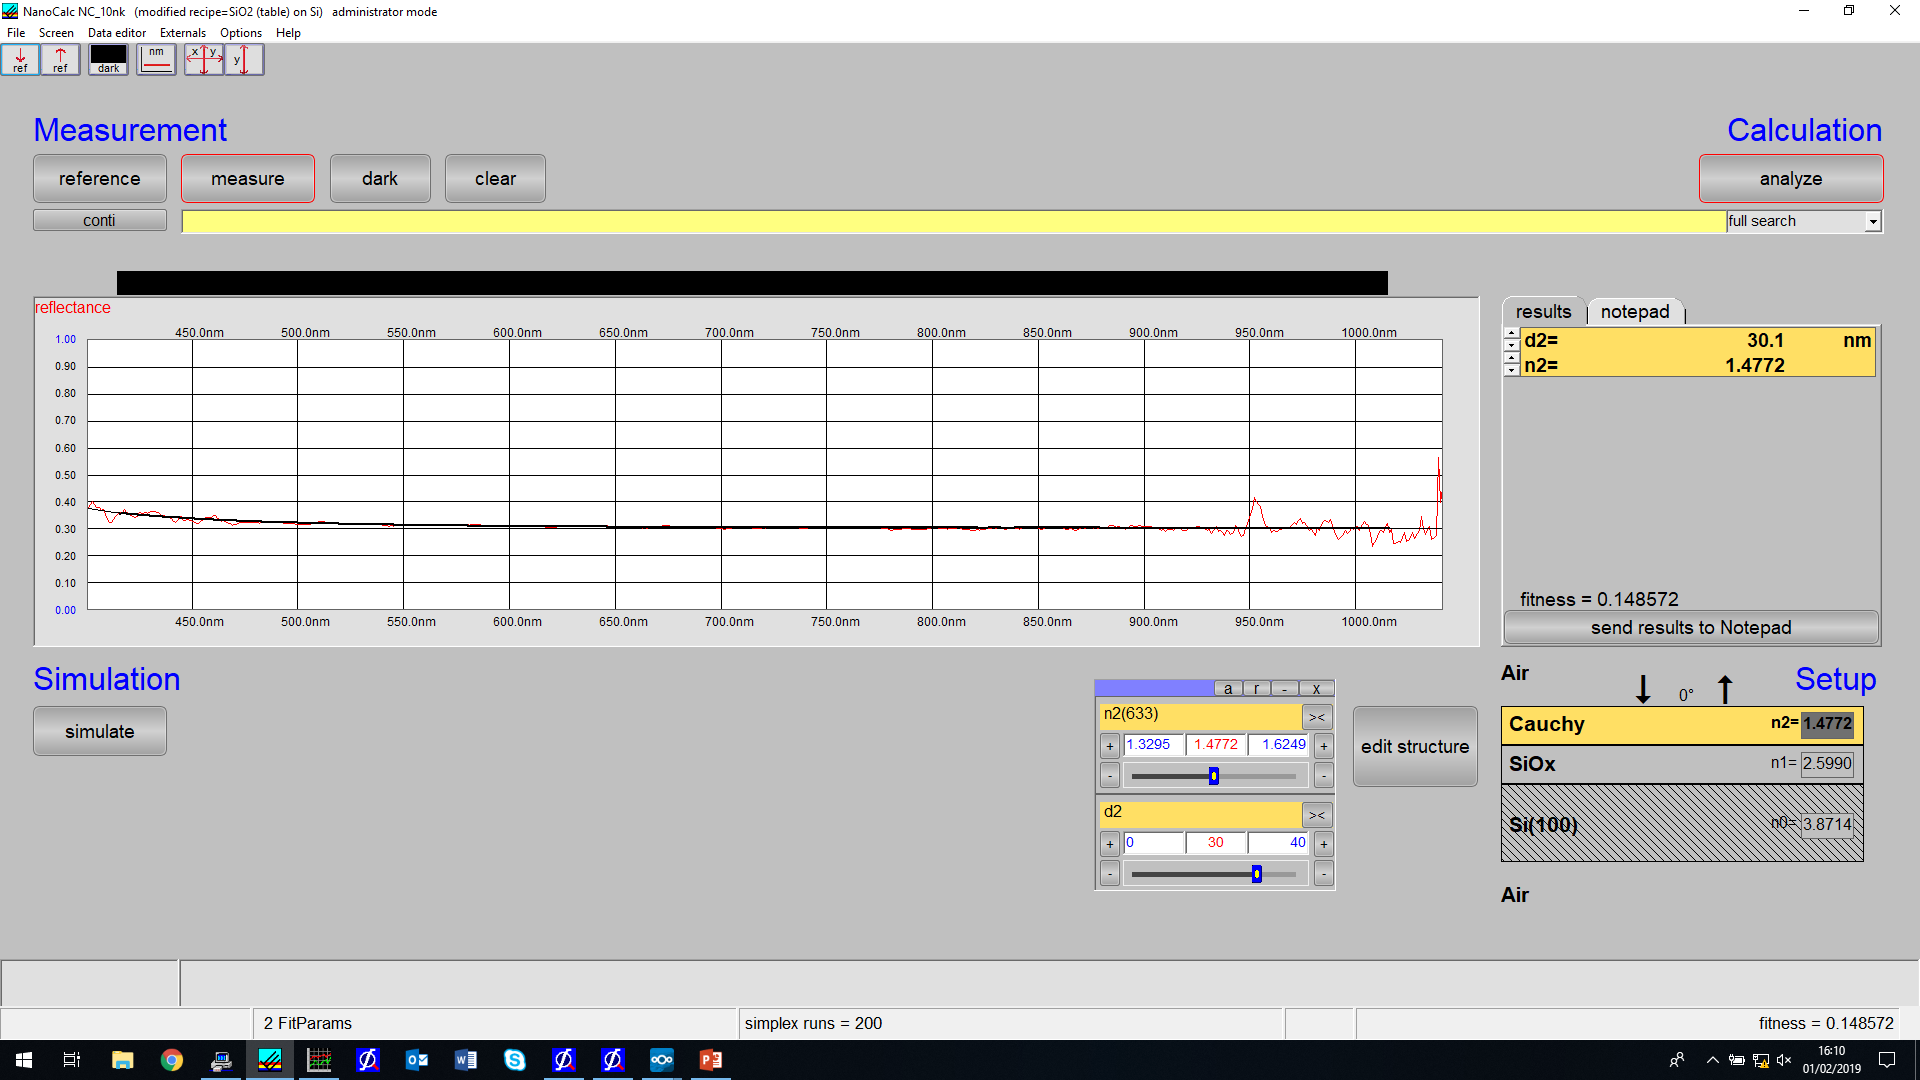 NanoCalc NC_10nk (modified recipe=SiO2 (table) on Si) administrator mode
File Screen Data editor Externals Options Help
ref ref dark nm x y y
Measurement
Calculation
reference measure dark clear
analyze
conti
full search
reflectance
450.0nm 500.0nm 550.0nm 600.0nm 650.0nm 700.0nm 750.0nm 800.0nm 850.0nm 900.0nm 950.0nm 1000.0nm
1.00
0.90
0.80
0.70
0.60
0.50
0.40
0.30
0.20
0.10
0.00
450.0nm 500.0nm 550.0nm 600.0nm 650.0nm 700.0nm 750.0nm 800.0nm 850.0nm 900.0nm 950.0nm 1000.0nm
results notepad
d2= 30.1 nm
n2= 1.4772
fitness = 0.148572
send results to Notepad
Simulation
simulate
a r - x
n2(633) ><
+ 1.3295 1.4772 1.6249 +
- -
d2 ><
+ 0 30 40 +
- -
edit structure
Air
0°
Setup
Cauchy n2= 1.4772
SiOx n1= 2.5990
Si(100) n0= 3.8714
Air
2 FitParams
simplex runs = 200
fitness = 0.148572
16:10
01/02/2019